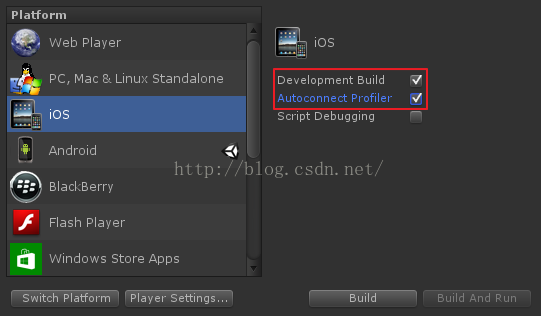 Platform
Web Player
PC, Mac & Linux Standalone
iOS
Android
BlackBerry
Flash Player
Windows Store Apps
iOS
Development Build
Autoconnect Profiler
Script Debugging
http://blog.csdn.net/
Switch Platform
Player Settings...
Build
Build And Run